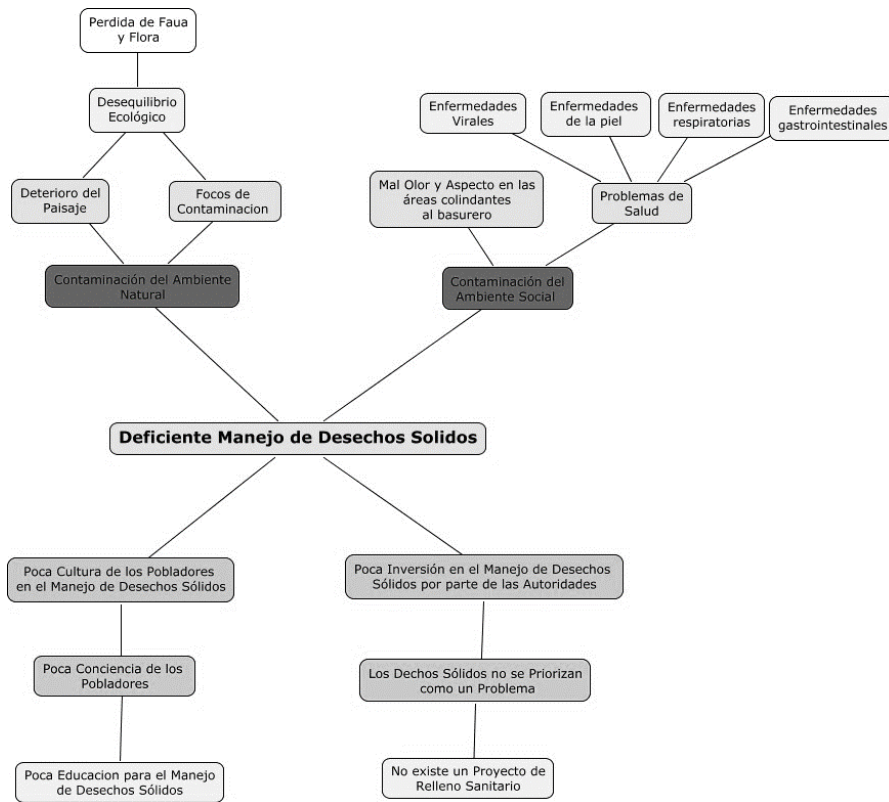 Perdida de Faua
y Flora
Desequilibrio
Ecológico
Enfermedades
Virales
Enfermedades
de la piel
Enfermedades
respiratorias
Enfermedades
gastrointestinales
Deterioro del
Paisaje
Focos de
Contaminacion
Mal Olor y Aspecto en las
áreas colindantes
al basurero
Problemas de
Salud
Contaminación del Ambiente
Natural
Contaminación del
Ambiente Social
Deficiente Manejo de Desechos Solidos
Poca Cultura de los Pobladores
en el Manejo de Desechos Sólidos
Poca Inversión en el Manejo de Desechos
Sólidos por parte de las Autoridades
Poca Conciencia de los
Pobladores
Los Dechos Sólidos no se Priorizan
como un Problema
Poca Educacion para el Manejo
de Desechos Sólidos
No existe un Proyecto de
Relleno Sanitario